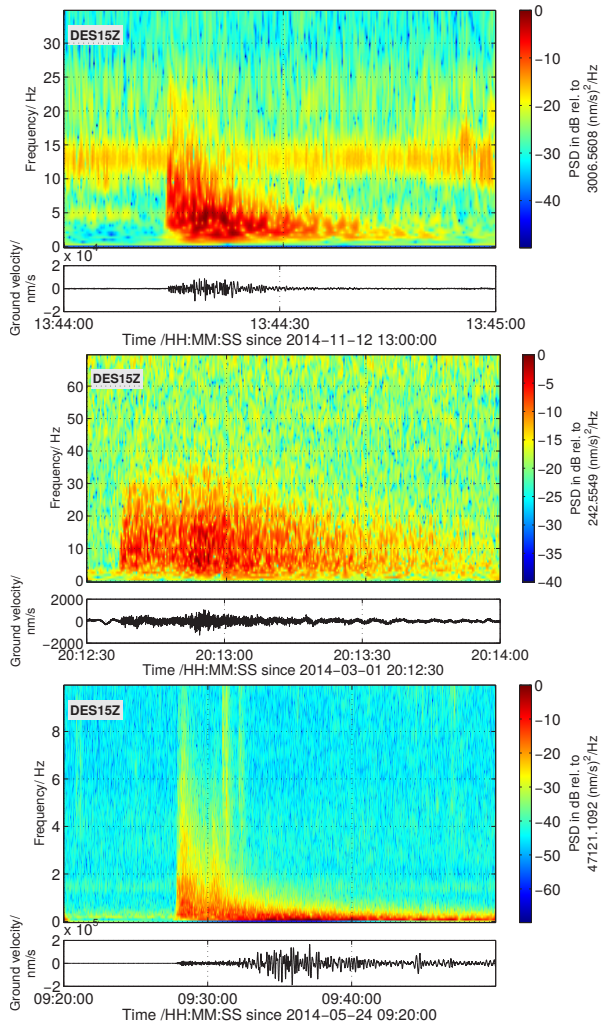 DES15Z
Frequency/ Hz
35
30
25
20
15
10
5
0
0
−10
−20
−30
−40
PSD in dB rel. to
3006.5608 (nm/s)²/Hz
x 10
Ground velocity/
nm/s
2
0
−2
13:44:00 13:44:30 13:45:00
Time /HH:MM:SS since 2014−11−12 13:00:00
DES15Z
Frequency/ Hz
60
50
40
30
20
10
0
0
−5
−10
−15
−20
−25
−30
−35
−40
PSD in dB rel. to
242.5549 (nm/s)²/Hz
Ground velocity/
nm/s
2000
0
−2000
20:12:30 20:13:00 20:13:30 20:14:00
Time /HH:MM:SS since 2014−03−01 20:12:30
DES15Z
Frequency/ Hz
8
6
4
2
0
0
−10
−20
−30
−40
−50
−60
PSD in dB rel. to
47121.1092 (nm/s)²/Hz
x 10
Ground velocity/
nm/s
2
0
−2
09:20:00 09:30:00 09:40:00
Time /HH:MM:SS since 2014−05−24 09:20:00